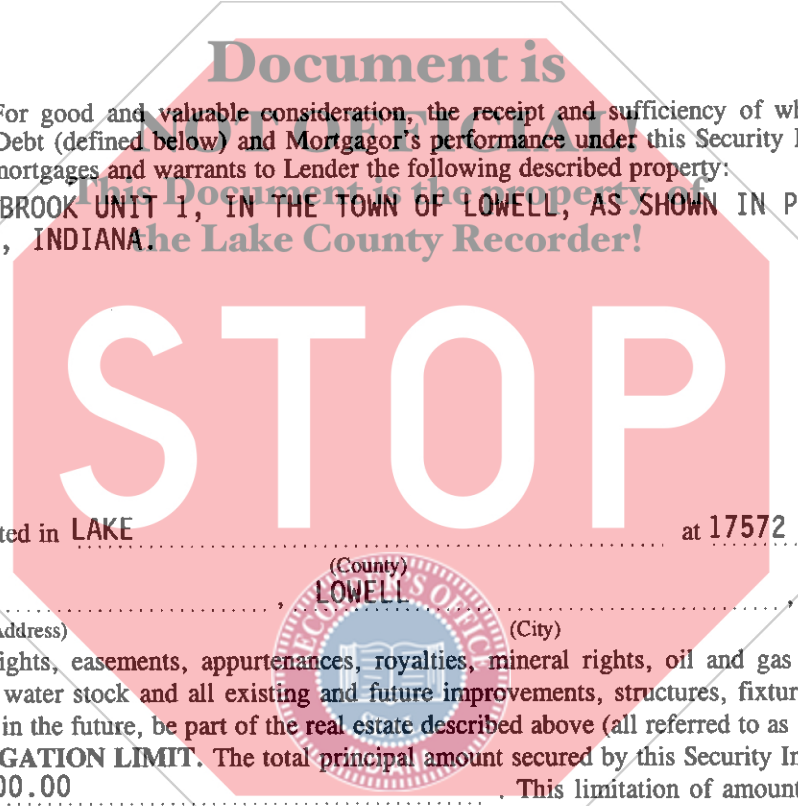 Document is
For good and valuable consideration, the receipt and sufficiency of wh
NOT OFFICIAL
Debt (defined below) and Mortgagor's performance under this Security I
mortgages and warrants to Lender the following described property:
This Document is the property of
BROOK UNIT 1, IN THE TOWN OF LOWELL, AS SHOWN IN P
the Lake County Recorder!
, INDIANA.
STOP
ted in LAKE at 17572
(County)
, LOWELL ,
Address) (City)
RECORDER'S OFFICE
ights, easements, appurtenances, royalties, mineral rights, oil and gas
water stock and all existing and future improvements, structures, fixtur
in the future, be part of the real estate described above (all referred to as
GATION LIMIT. The total principal amount secured by this Security In
INDIANA
00.00 . This limitation of amount